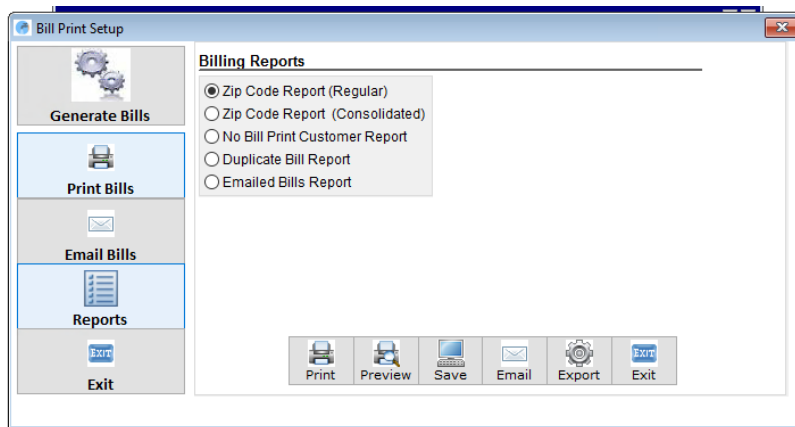 Bill Print Setup
Generate Bills
Print Bills
Email Bills
Reports
EXIT
Exit
Billing Reports
Zip Code Report (Regular)
Zip Code Report (Consolidated)
No Bill Print Customer Report
Duplicate Bill Report
Emailed Bills Report
Print Preview Save Email Export EXIT Exit